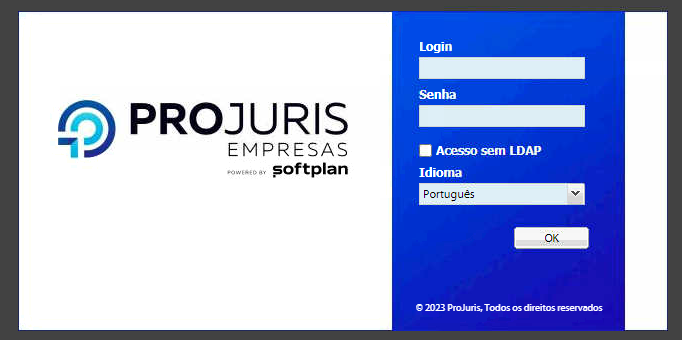 PROJURIS
EMPRESAS
POWERED BY softplan
Login
Senha
Acesso sem LDAP
Idioma
Português
OK
© 2023 ProJuris, Todos os direitos reservados